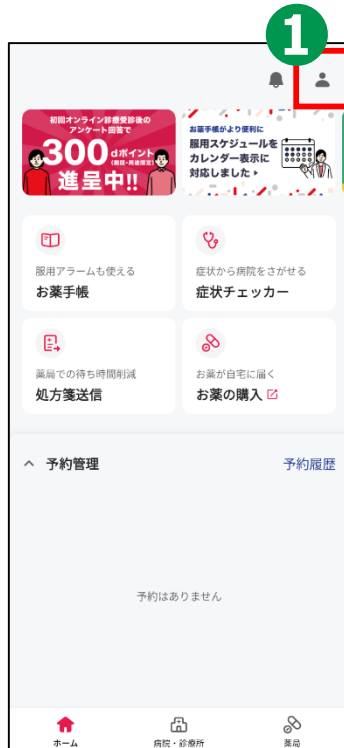 1
初回オンライン診療受診後の
アンケート回答で
300 dポイント
(期間・用途限定)
進呈中!!
お薬手帳がより便利に
服用スケジュールを
カレンダー表示に
対応しました
服用アラームも使える
お薬手帳
症状から病院をさがせる
症状チェッカー
薬局での待ち時間削減
処方箋送信
お薬が自宅に届く
お薬の購入
予約管理
予約履歴
予約はありません
ホーム
病院・診療所
薬局